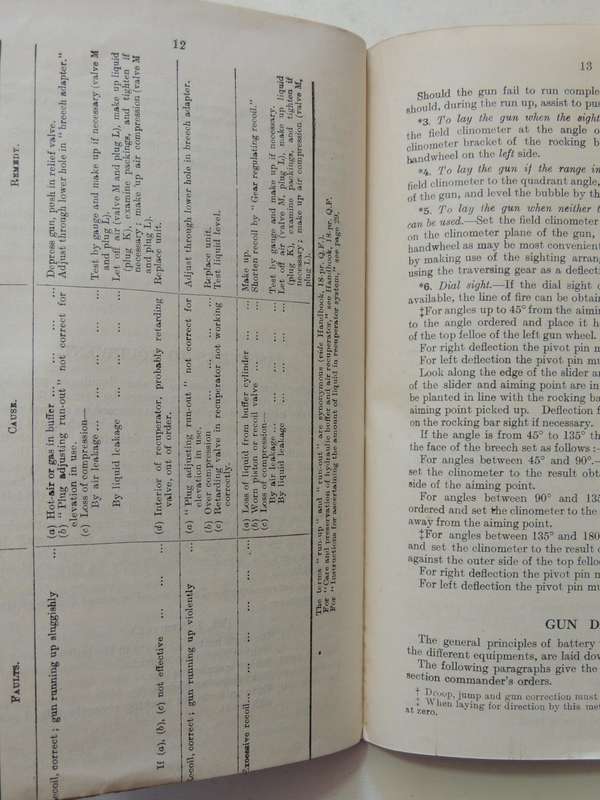 12
FAULTS. CAUSE. REMEDY.
Recoil, correct; gun running up sluggishly ... (a) Hot-air or gas in buffer ... ... ... ... Depress gun, push in relief valve.
(b) "Plug adjusting run-out" not correct for Adjust through lower hole in "breech adapter."
elevation in use.
(c) Loss of compression—
By air leakage ... ... ... ... ... Test by gauge and make up if necessary (valve M
and plug L).
By liquid leakage ... ... ... ... Let off air (valve M and plug L), make up liquid
(plug K), examine packings, and tighten if
necessary; make up air compression (valve M
and plug L).
If (a), (b), (c) not effective ... ... ... (d) Interior of recuperator, probably retarding Replace unit.
valve, out of order.
Recoil, correct; gun running up violently ... (a) "Plug adjusting run-out" not correct for Adjust through lower hole in breech adapter.
elevation in use.
(b) Over compression ... ... ... ... Replace unit.
(c) Retarding valve in recuperator not working Test liquid level.
correctly.
Excessive recoil... ... ... ... ... ... (a) Loss of liquid from buffer cylinder ... ... Make up.
(b) Worn piston or recoil valve ... ... ... Shorten recoil by "Gear regulating recoil."
(c) Loss of compression—
By air leakage ... ... ... ... ... Test by gauge and make up if necessary.
By liquid leakage ... ... ... ... Let off air (valve M, plug L), make up liquid
(plug K), examine packings, and tighten if
necessary; make up air compression (valve M,
plug L).
The terms "run-up" and "run-out" are synonymous (vide Handbook 18-pr. Q.F.).
For "Care and preservation of hydraulic buffer and air recuperator," see Handbook, 18-pr. Q.F.
For "Instructions for ascertaining the amount of liquid in recuperator system," see page 29.
13
Should the gun fail to run comple
should, during the run up, assist to pus
*3. To lay the gun when the sight
the field clinometer at the angle o
clinometer bracket of the rocking b
handwheel on the left side.
*4. To lay the gun if the range in
field clinometer to the quadrant angle,
of the gun, and level the bubble by th
*5. To lay the gun when neither t
can be used.—Set the field clinometer
on the clinometer plane of the gun,
handwheel as may be most convenient
by making use of the sighting arrang
using the traversing gear as a deflecti
*6. Dial sight.—If the dial sight c
available, the line of fire can be obtain
‡For angles up to 45° from the aimin
to the angle ordered and place it h
of the top felloe of the left gun wheel.
For right deflection the pivot pin m
For left deflection the pivot pin mu
Look along the edge of the slider an
of the slider and aiming point are in
be planted in line with the rocking ba
aiming point picked up. Deflection f
on the rocking bar sight if necessary.
If the angle is from 45° to 135° th
the face of the breech set as follows :—
For angles between 45° and 90°.—
set the clinometer to the result obta
side of the aiming point.
For angles between 90° and 135
ordered and set the clinometer to the
away from the aiming point.
‡For angles between 135° and 180
and set the clinometer to the result o
against the outer side of the top felloe
For right deflection the pivot pin m
For left deflection the pivot pin mu
GUN D
The general principles of battery
the different equipments, are laid dow
The following paragraphs give the
section commander's orders.
† Droop, jump and gun correction must
‡ When laying for direction by this met
at zero.